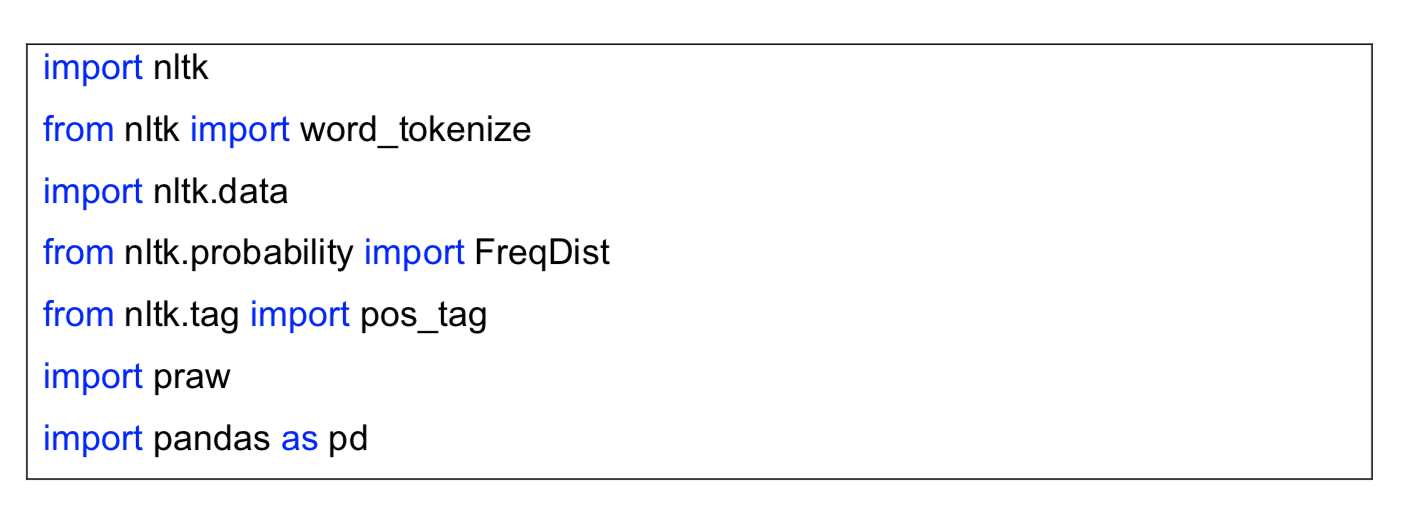 import nltk
from nltk import word_tokenize
import nltk.data
from nltk.probability import FreqDist
from nltk.tag import pos_tag
import praw
import pandas as pd